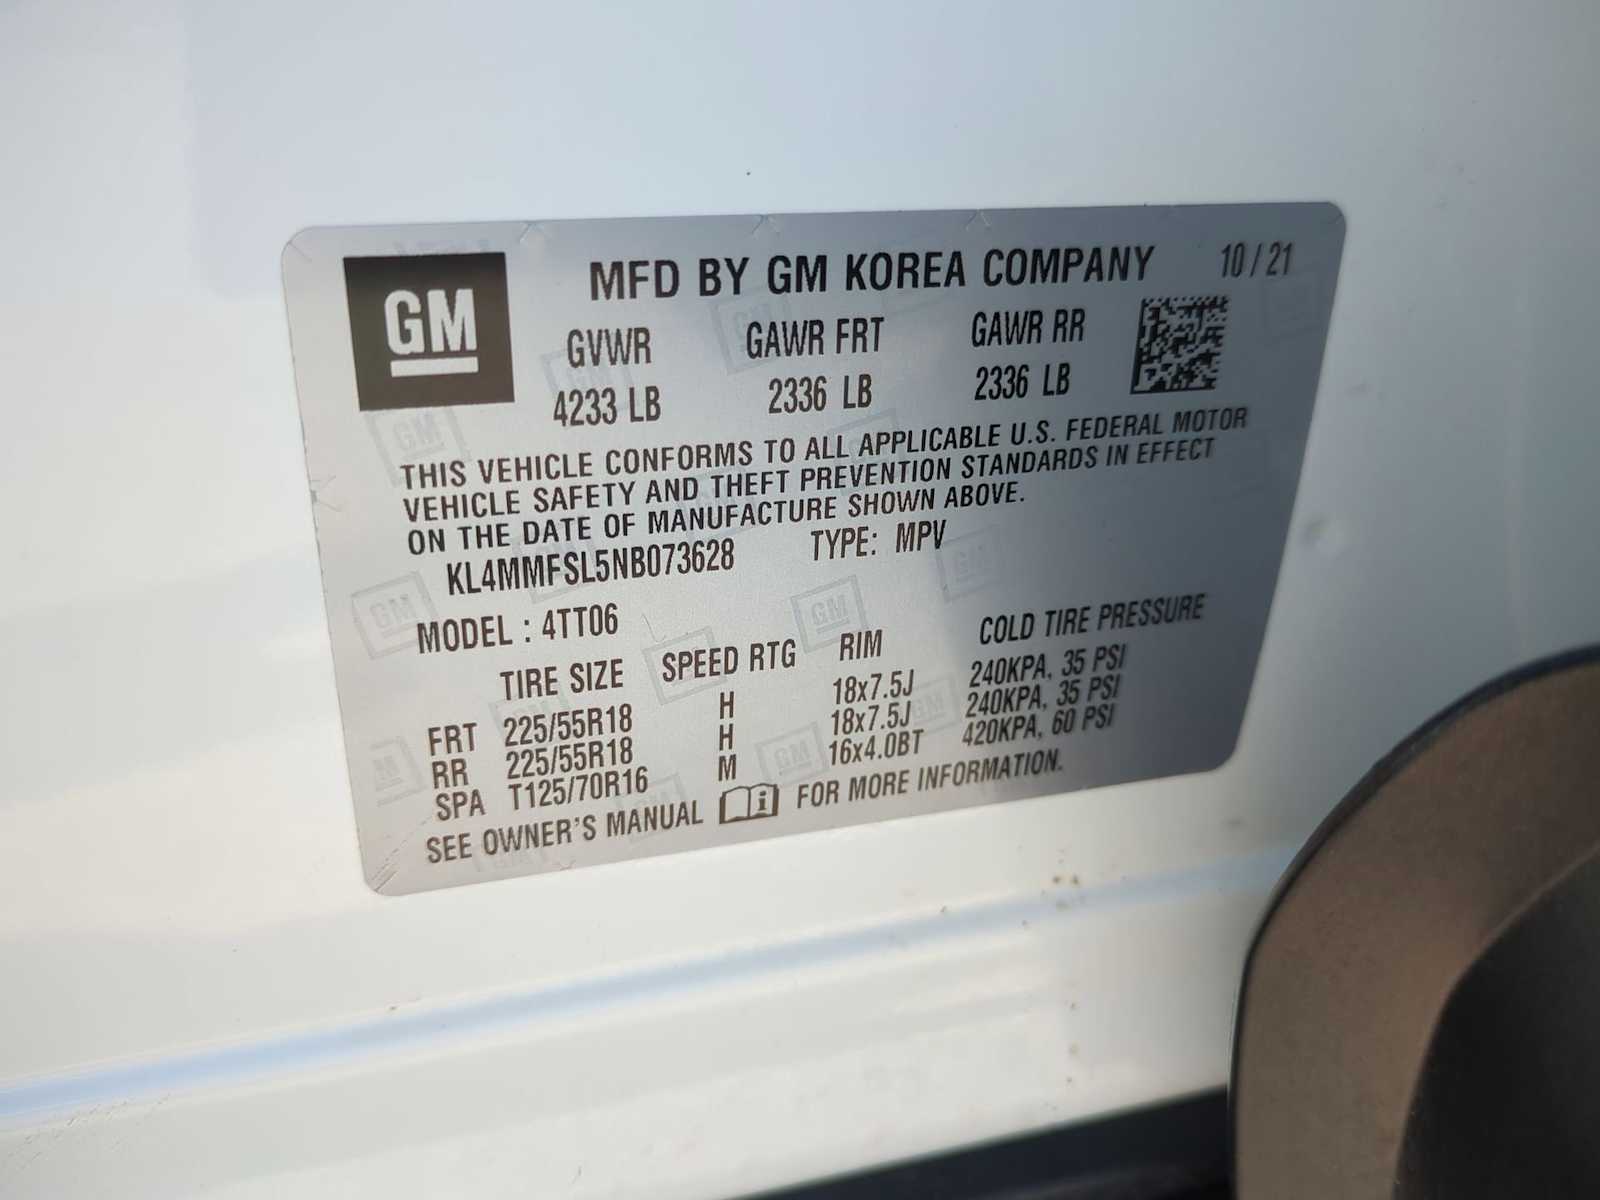 GM
MFD BY GM KOREA COMPANY 10/21
GVWR GAWR FRT GAWR RR
4233 LB 2336 LB 2336 LB
THIS VEHICLE CONFORMS TO ALL APPLICABLE U.S. FEDERAL MOTOR
VEHICLE SAFETY AND THEFT PREVENTION STANDARDS IN EFFECT
ON THE DATE OF MANUFACTURE SHOWN ABOVE.
KL4MMFSL5NB073628 TYPE: MPV
MODEL : 4TT06
TIRE SIZE SPEED RTG RIM COLD TIRE PRESSURE
FRT 225/55R18 H 18x7.5J 240KPA, 35 PSI
RR 225/55R18 H 18x7.5J 240KPA, 35 PSI
SPA T125/70R16 M 16x4.0BT 420KPA, 60 PSI
SEE OWNER'S MANUAL i FOR MORE INFORMATION.